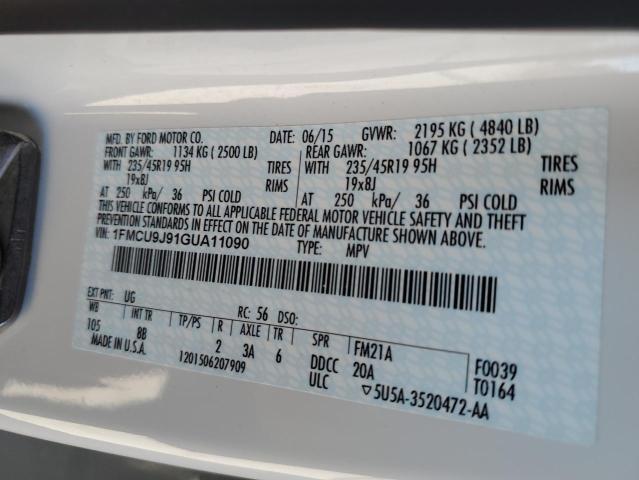 MFD. BY FORD MOTOR CO. DATE: 06/15 GVWR: 2195 KG ( 4840 LB)
FRONT GAWR: 1134 KG ( 2500 LB) REAR GAWR: 1067 KG ( 2352 LB)
WITH 235/45R19 95H TIRES WITH 235/45R19 95H TIRES
19x8J RIMS 19x8J RIMS
AT 250 kPa/ 36 PSI COLD AT 250 kPa/ 36 PSI COLD
THIS VEHICLE CONFORMS TO ALL APPLICABLE FEDERAL MOTOR VEHICLE SAFETY AND THEFT
PREVENTION STANDARDS IN EFFECT ON THE DATE OF MANUFACTURE SHOWN ABOVE.
1FMCU9J91GUA11090 TYPE: MPV
EXT PNT: UG RC: 56 DSO:
WB INT TR TP/PS R AXLE TR SPR
105 8B 2 3A 6 FM21A F0039
MADE IN U.S.A. DDCC 20A T0164
1201506207909 ULC 5U5A-3520472-AA